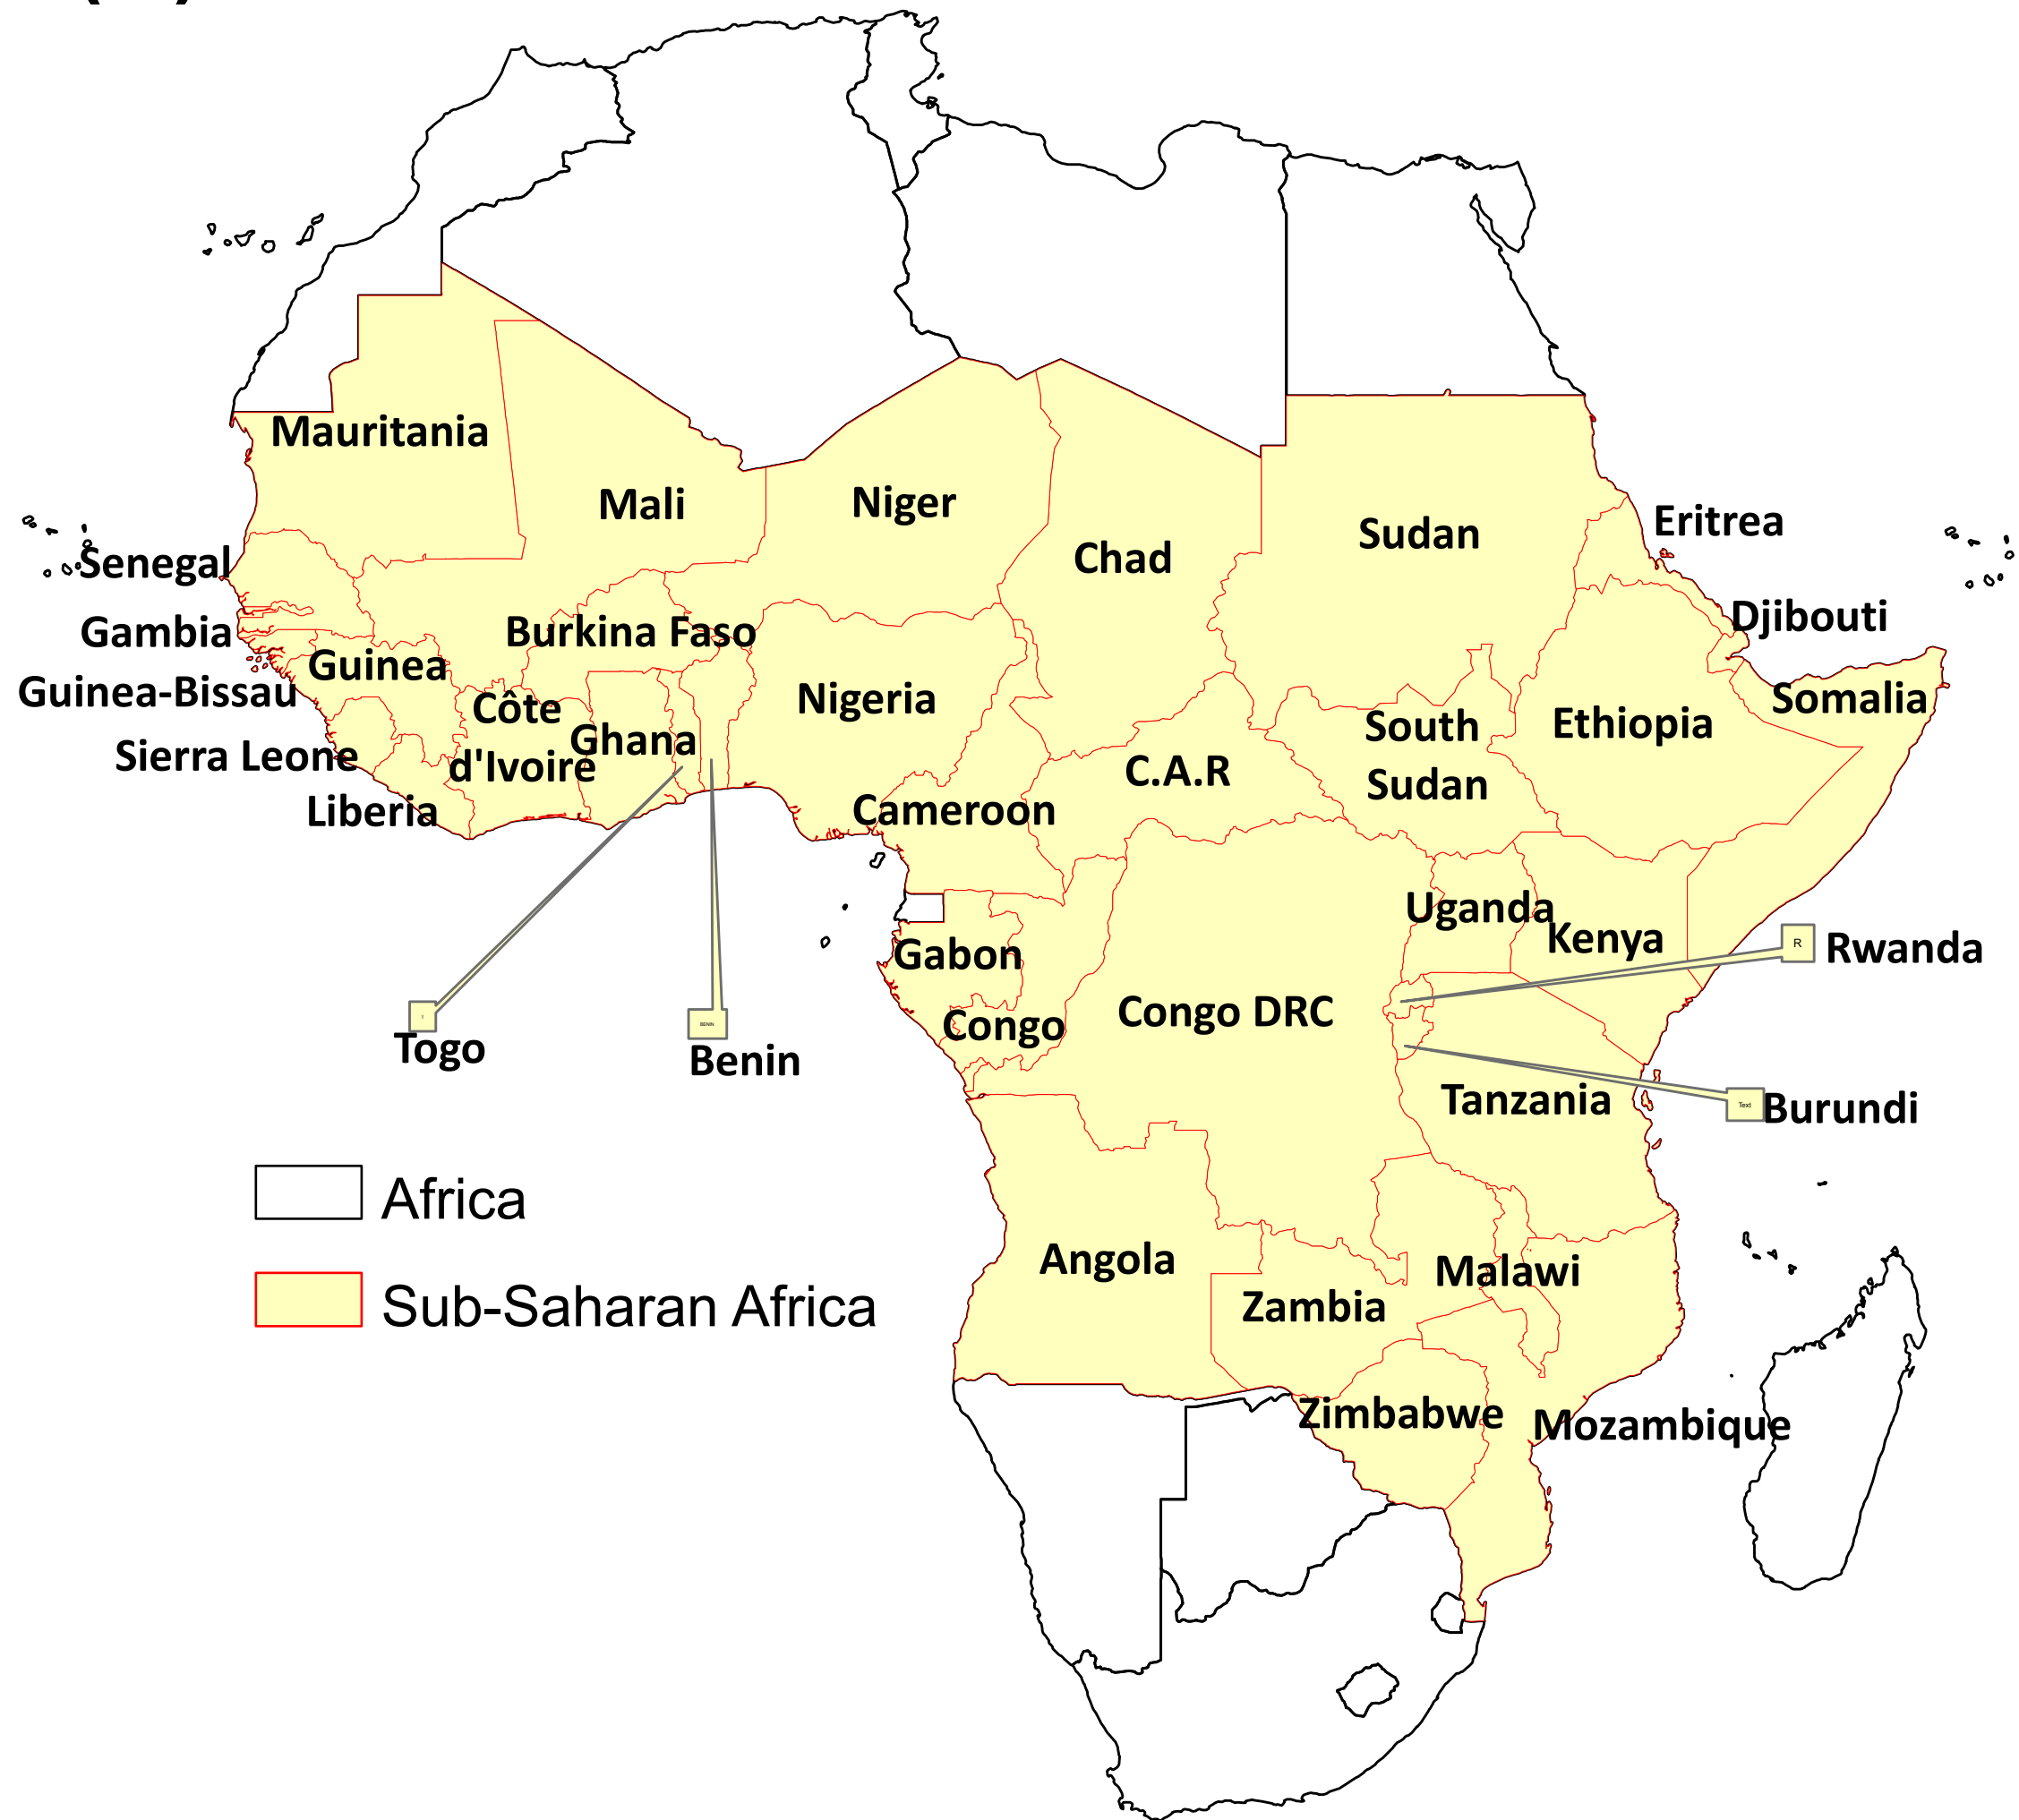 Mauritania
Mali
Niger
Chad
Sudan
Eritrea
Senegal
Djibouti
Gambia
Burkina Faso
Guinea
Guinea-Bissau
Nigeria
Somalia
Côte
d'Ivoire
Ghana
South
Sudan
Ethiopia
Sierra Leone
C.A.R
Liberia
Cameroon
Uganda
Kenya
R
Rwanda
Gabon
Congo
Congo DRC
Togo
BENIN
Benin
Tanzania
Text
Burundi
Africa
Sub-Saharan Africa
Angola
Malawi
Zambia
Zimbabwe
Mozambique